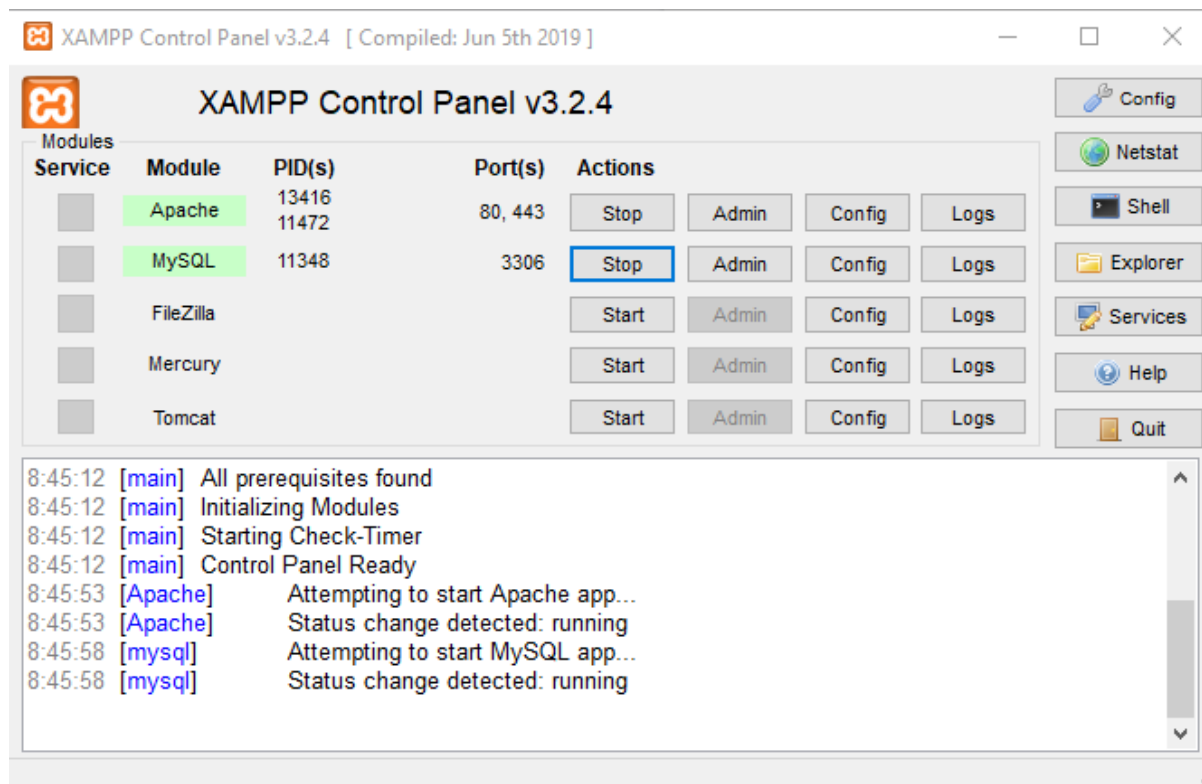 XAMPP Control Panel v3.2.4 [ Compiled: Jun 5th 2019 ]
XAMPP Control Panel v3.2.4
Config
Modules
Service Module PID(s) Port(s) Actions
Netstat
Apache 13416 11472 80, 443 Stop Admin Config Logs
Shell
MySQL 11348 3306 Stop Admin Config Logs
Explorer
FileZilla Start Admin Config Logs
Services
Mercury Start Admin Config Logs
Help
Tomcat Start Admin Config Logs
Quit
8:45:12 [main] All prerequisites found
8:45:12 [main] Initializing Modules
8:45:12 [main] Starting Check-Timer
8:45:12 [main] Control Panel Ready
8:45:53 [Apache] Attempting to start Apache app...
8:45:53 [Apache] Status change detected: running
8:45:58 [mysql] Attempting to start MySQL app...
8:45:58 [mysql] Status change detected: running